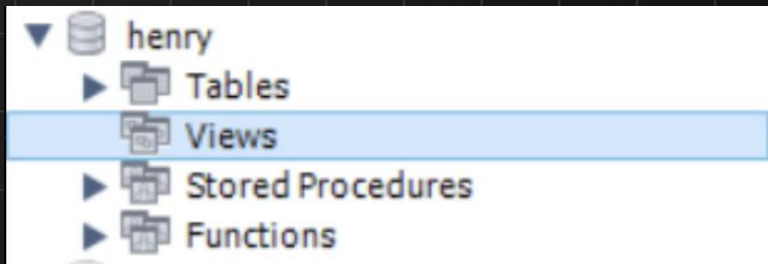 henry
Tables
Views
Stored Procedures
Functions